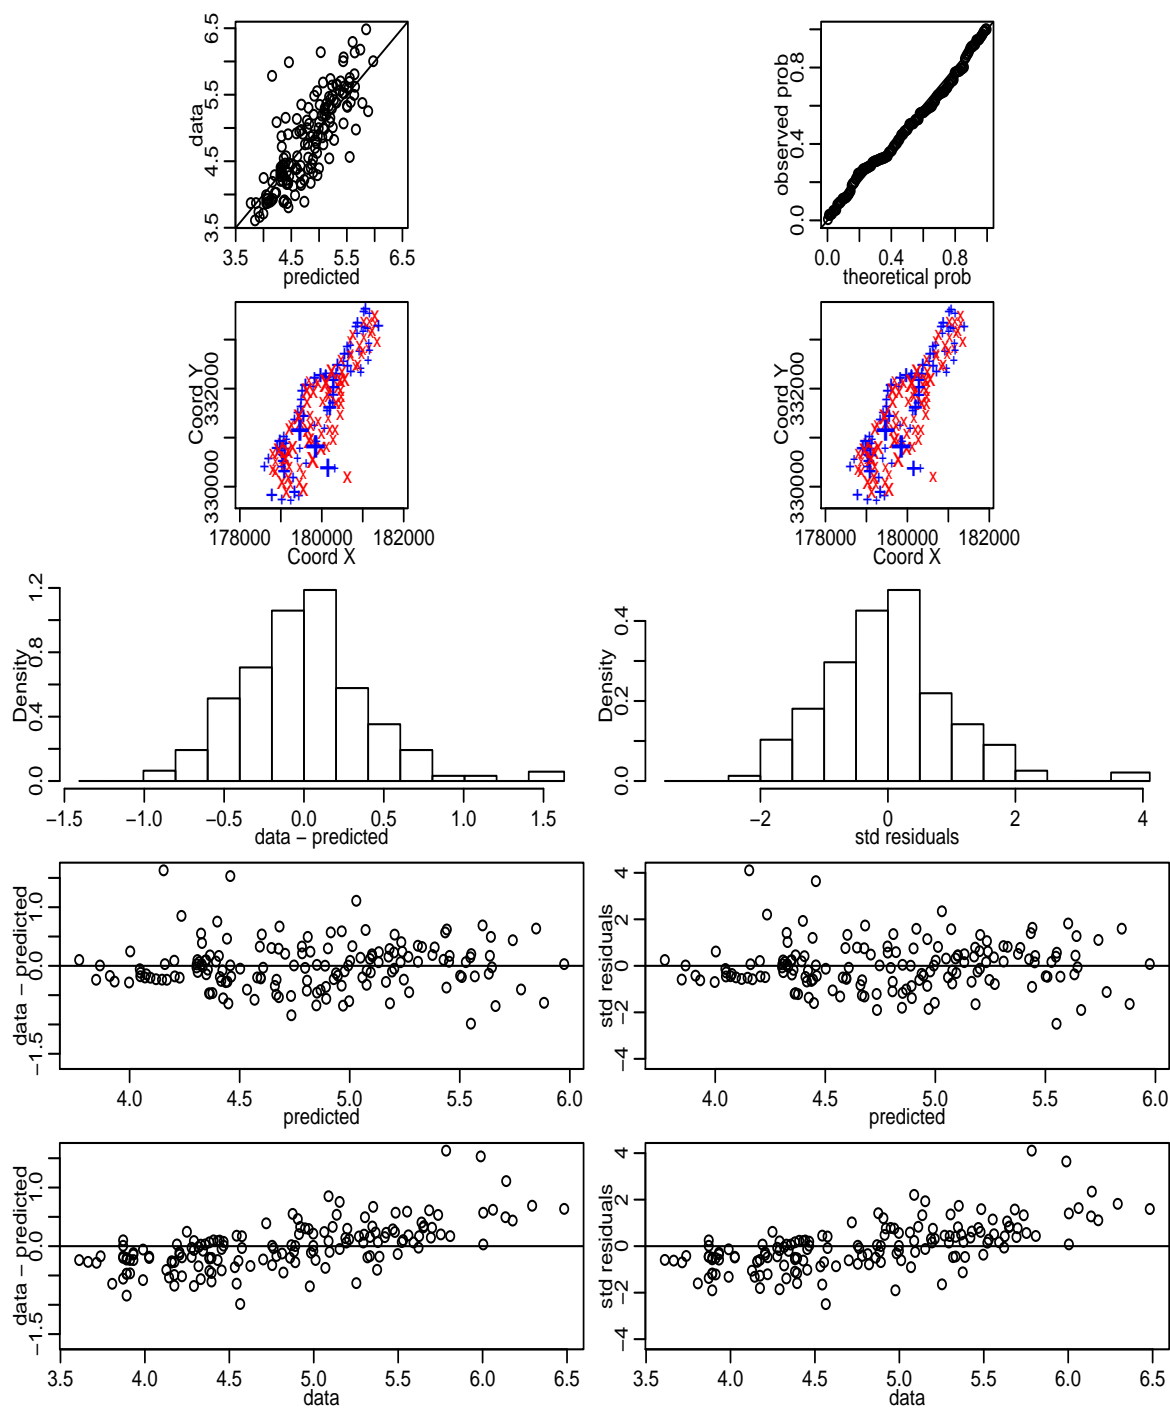 data
3.5 4.5 5.5 6.5
3.5 4.5 5.5 6.5
predicted
observed prob
0.0 0.4 0.8
0.0 0.4 0.8
theoretical prob
Coord Y
330000 332000
178000 180000 182000
Coord X
Coord Y
330000 332000
178000 180000 182000
Coord X
Density
0.0 0.4 0.8 1.2
−1.5 −1.0 −0.5 0.0 0.5 1.0 1.5
data − predicted
Density
0.0 0.2 0.4
−2 0 2 4
std residuals
data − predicted
−1.5 0.0 1.0
4.0 4.5 5.0 5.5 6.0
predicted
std residuals
−4 −2 0 2 4
4.0 4.5 5.0 5.5 6.0
predicted
data − predicted
−1.5 0.0 1.0
3.5 4.0 4.5 5.0 5.5 6.0 6.5
data
std residuals
−4 −2 0 2 4
3.5 4.0 4.5 5.0 5.5 6.0 6.5
data